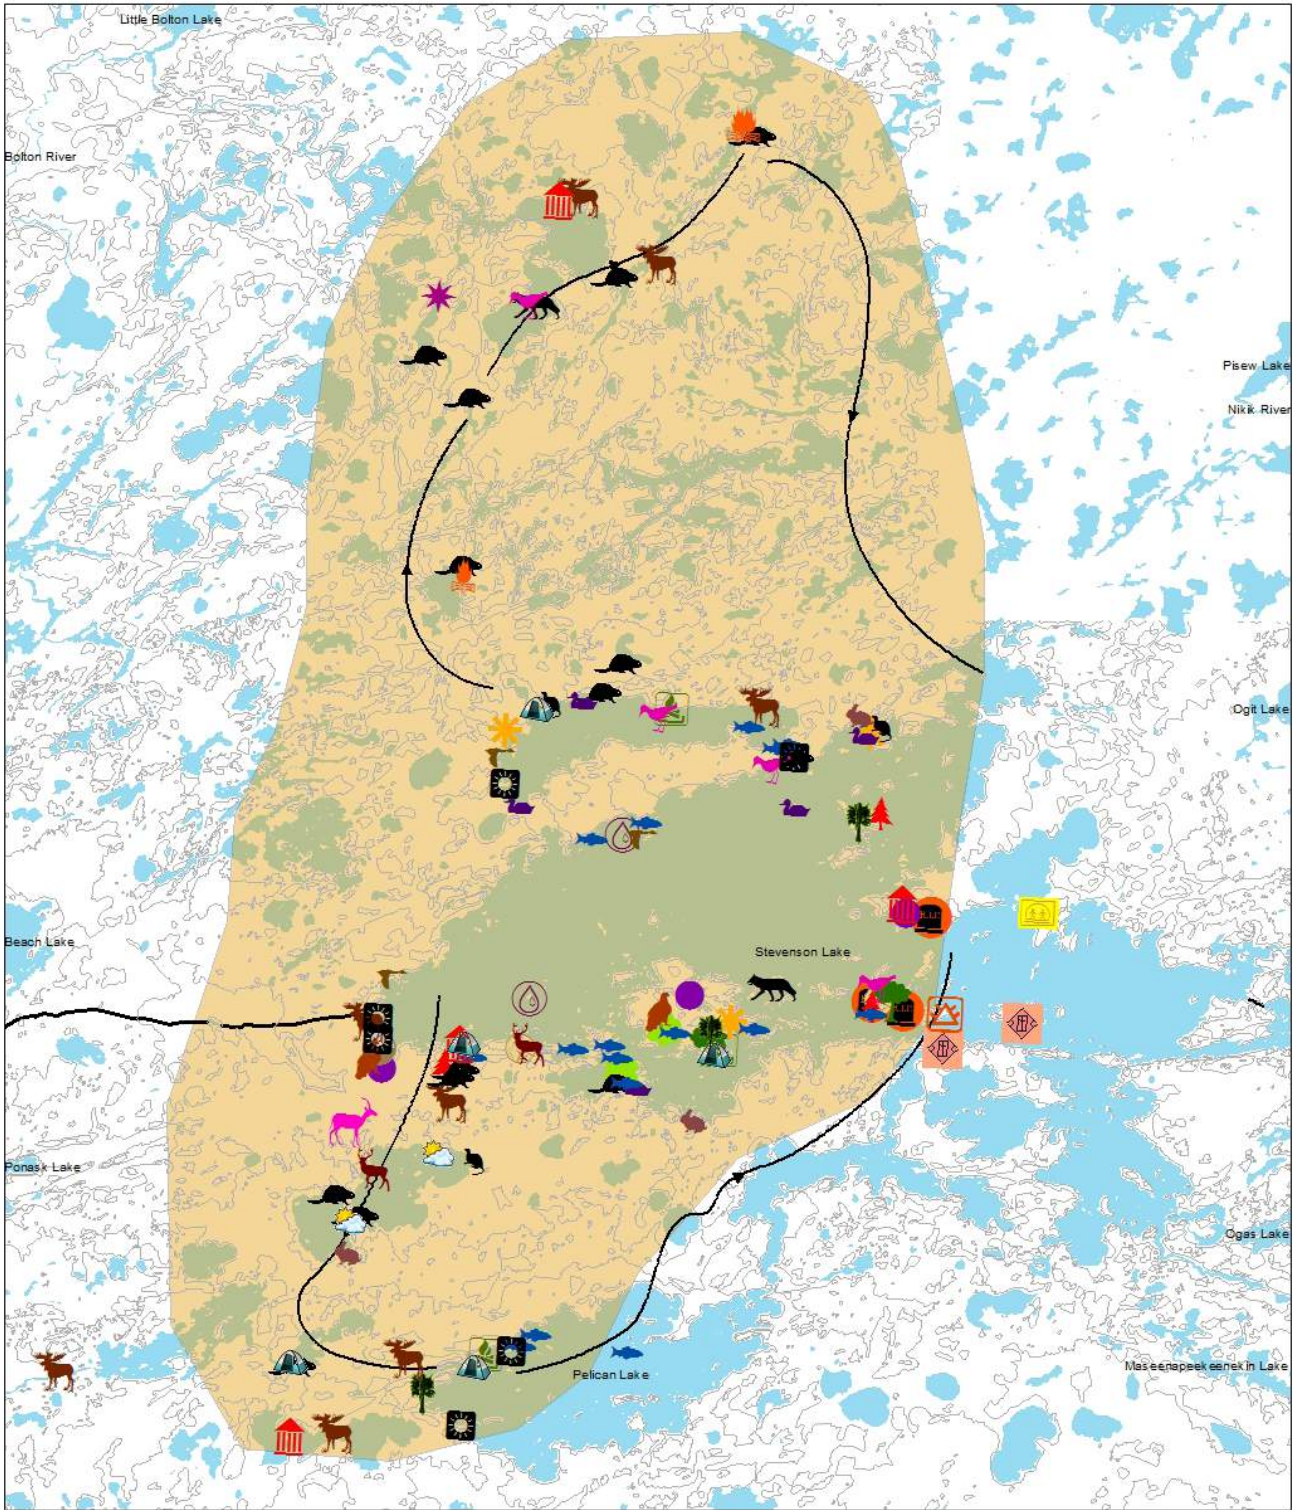 Little Bolton Lake
Bolton River
Pisew Lake
Nikik River
Ogit Lake
Beach Lake
Stevenson Lake
Ponask Lake
Ogas Lake
Maseenapeekeenekin Lake
Pelican Lake